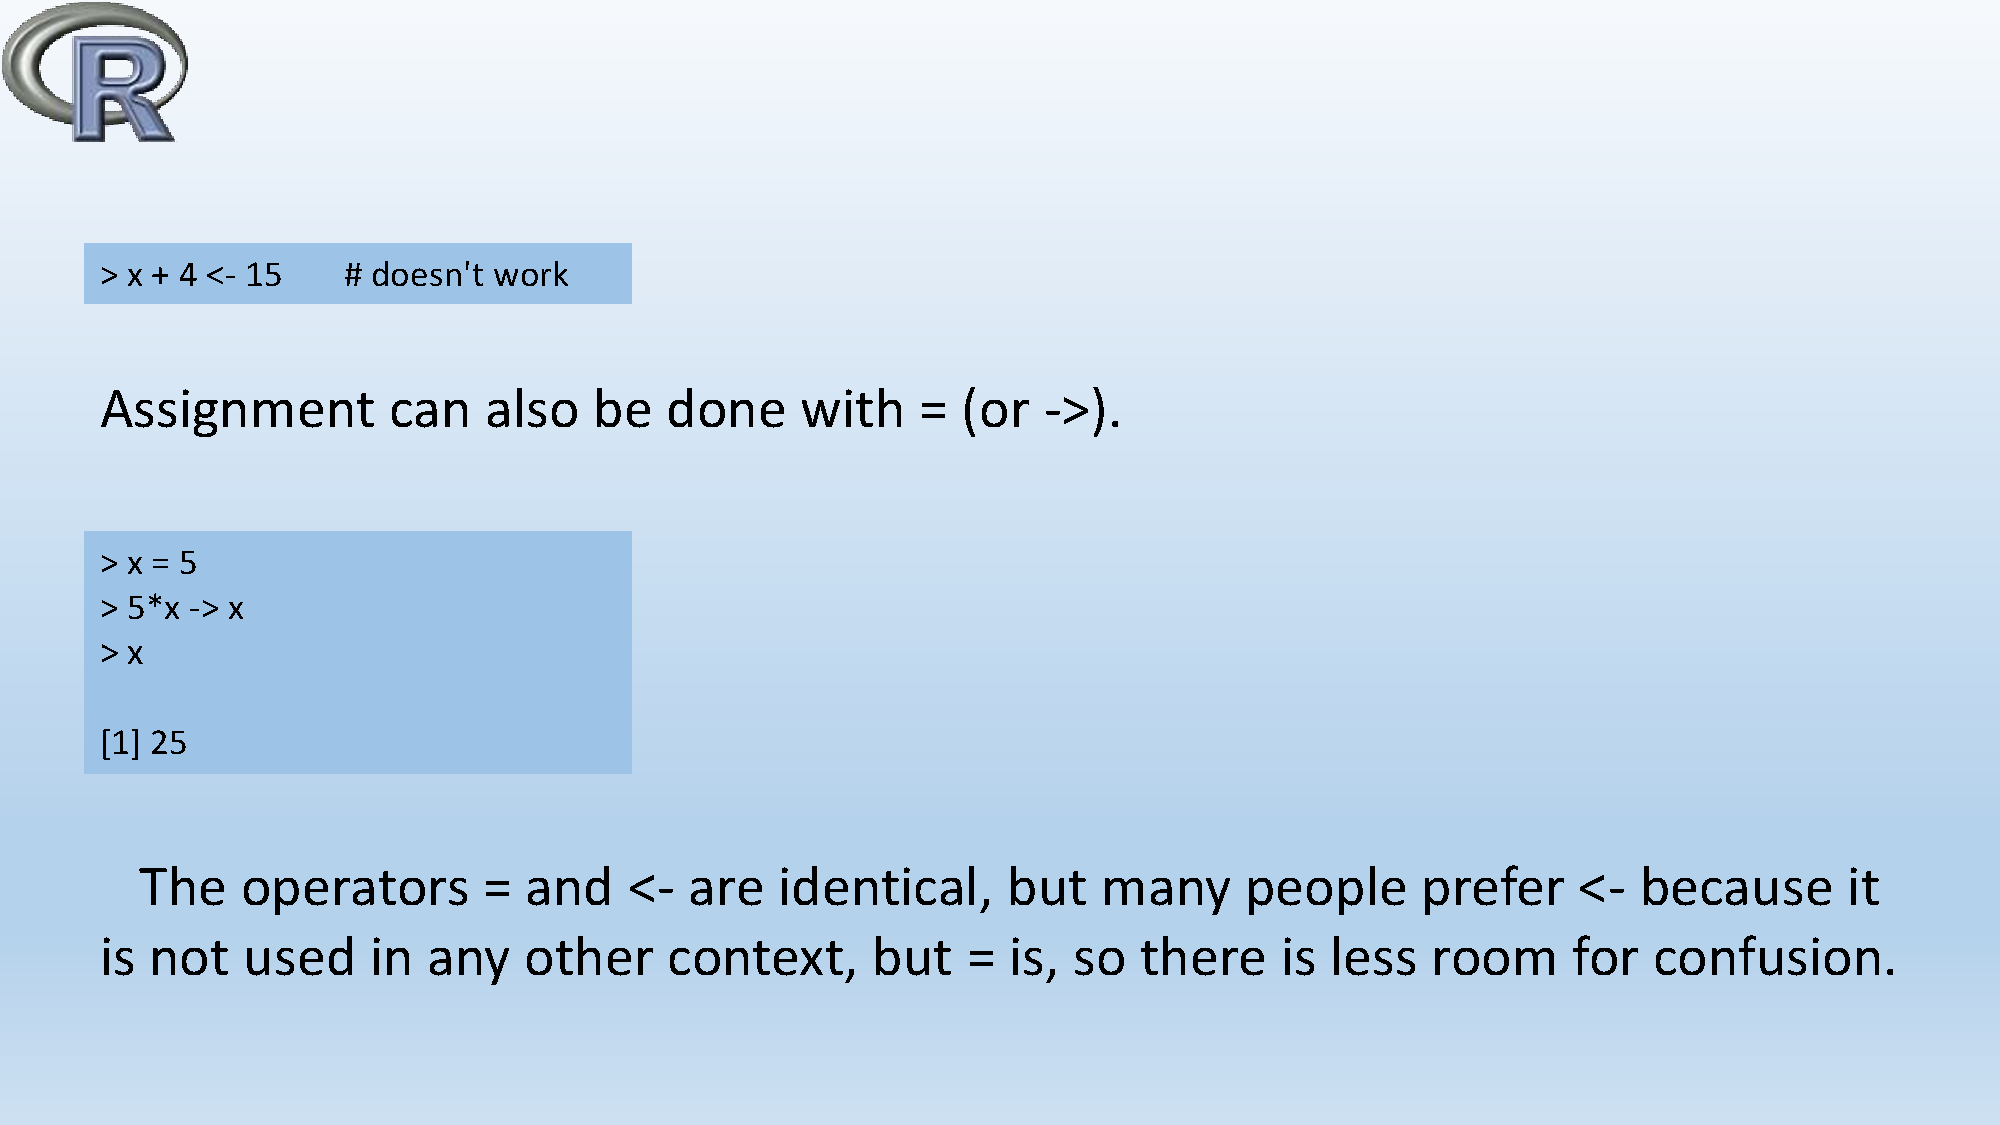 R
> x + 4 <- 15 # doesn't work
Assignment can also be done with = (or ->).
> x = 5
> 5*x -> x
> x
[1] 25
The operators = and <- are identical, but many people prefer <- because it
is not used in any other context, but = is, so there is less room for confusion.